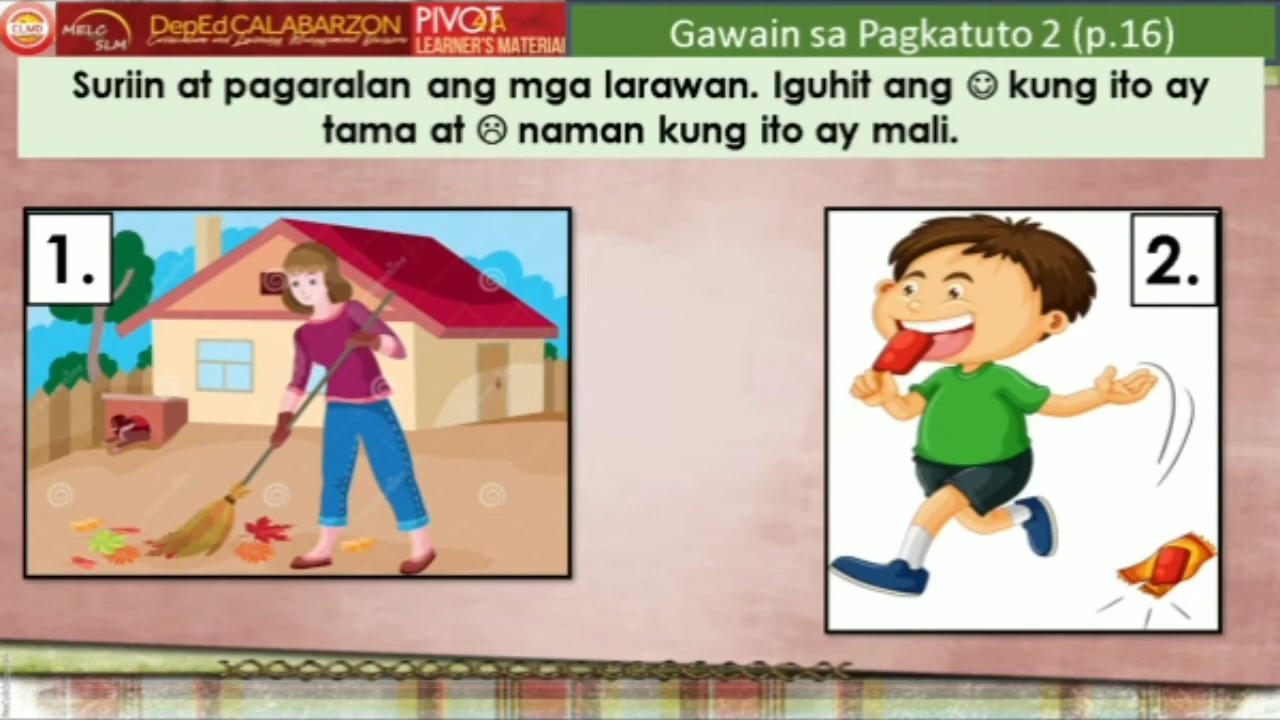 CLMD
MELC
SLM
DepEd CALABARZON
PIVOT 4A
LEARNER'S MATERIAL
Gawain sa Pagkatuto 2 (p.16)
Suriin at pagaralan ang mga larawan. Iguhit ang ☺ kung ito ay
tama at ☹ naman kung ito ay mali.
1.
2.